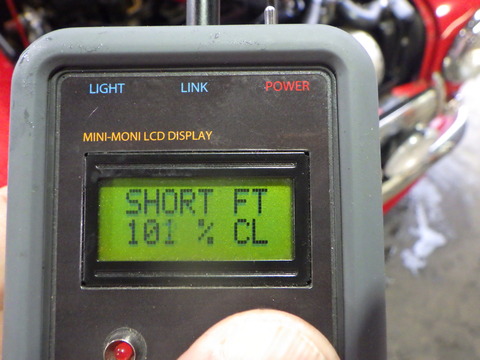 LIGHT LINK POWER
MINI-MONI LCD DISPLAY
SHORT FT
101 % CL